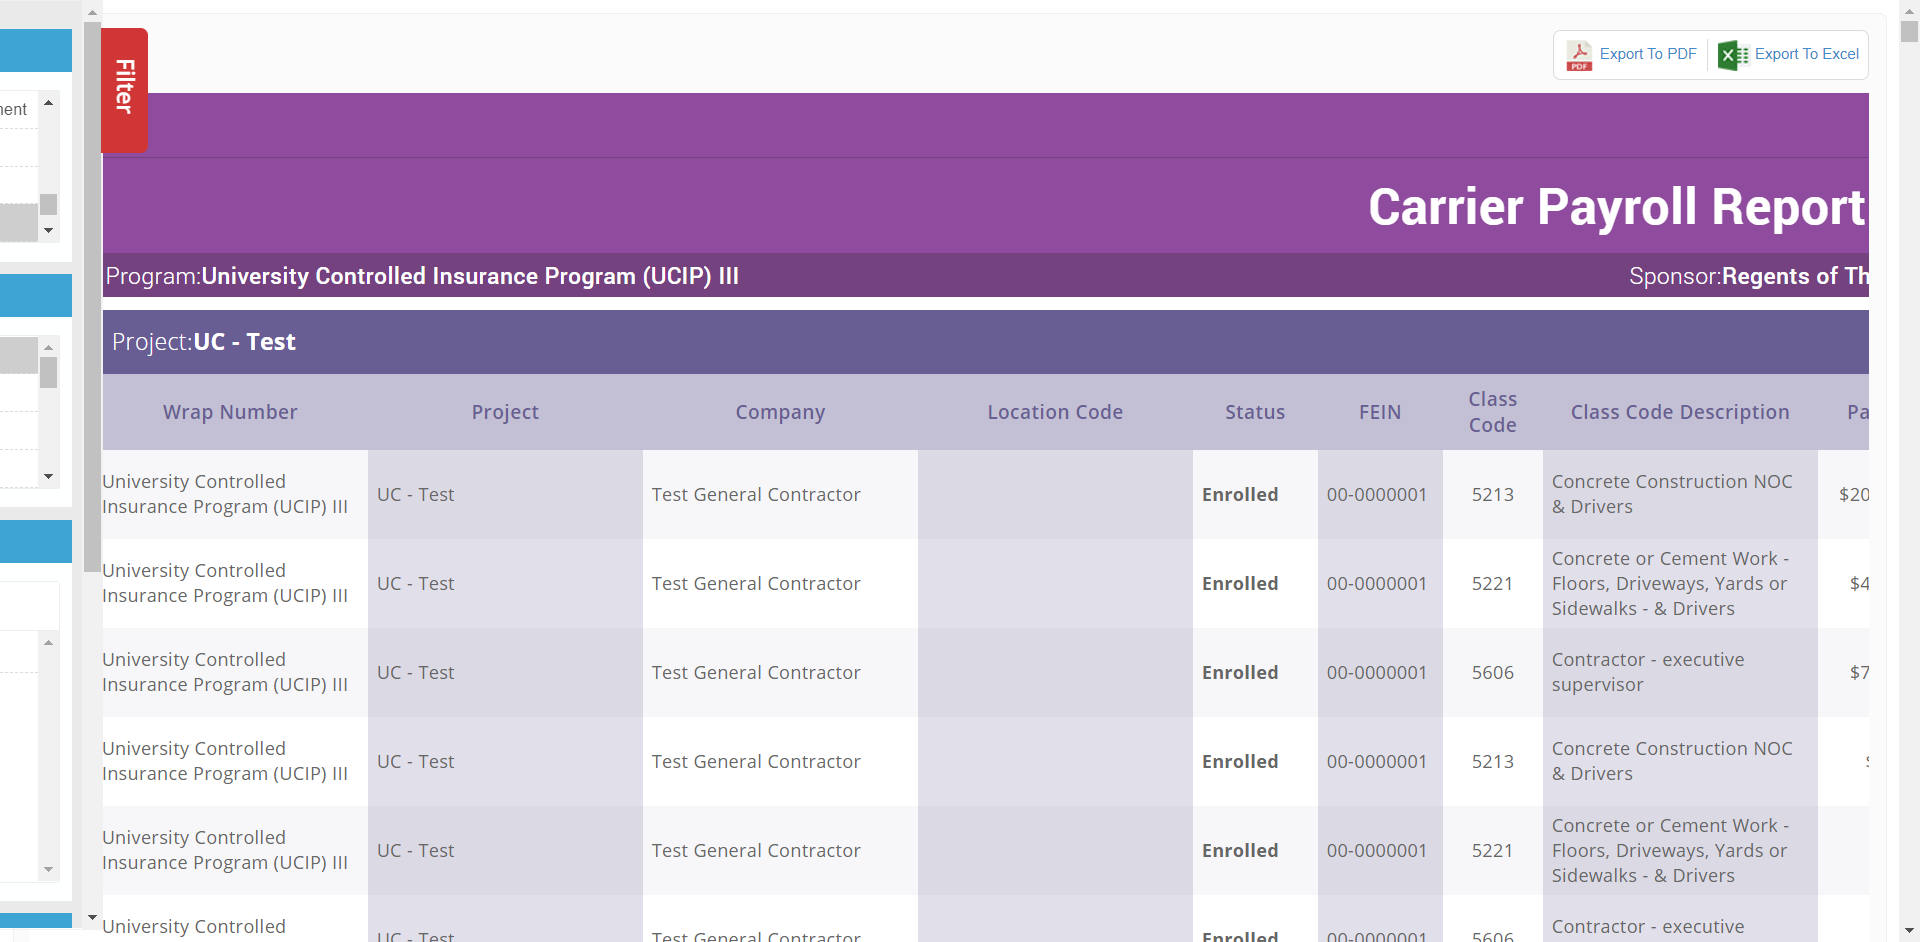 Filter
Export To PDF
Export To Excel
Carrier Payroll Report
Program:University Controlled Insurance Program (UCIP) III
Sponsor:Regents of Th
Project:UC - Test
Wrap Number Project Company Location Code Status FEIN Class Code Class Code Description Pa
University Controlled
Insurance Program (UCIP) III
UC - Test
Test General Contractor
Enrolled
00-0000001
5213
Concrete Construction NOC
& Drivers
$20
University Controlled
Insurance Program (UCIP) III
UC - Test
Test General Contractor
Enrolled
00-0000001
5221
Concrete or Cement Work -
Floors, Driveways, Yards or
Sidewalks - & Drivers
$4
University Controlled
Insurance Program (UCIP) III
UC - Test
Test General Contractor
Enrolled
00-0000001
5606
Contractor - executive
supervisor
$7
University Controlled
Insurance Program (UCIP) III
UC - Test
Test General Contractor
Enrolled
00-0000001
5213
Concrete Construction NOC
& Drivers
University Controlled
Insurance Program (UCIP) III
UC - Test
Test General Contractor
Enrolled
00-0000001
5221
Concrete or Cement Work -
Floors, Driveways, Yards or
Sidewalks - & Drivers
University Controlled
UC - Test
Test General Contractor
Enrolled
00-0000001
5606
Contractor - executive